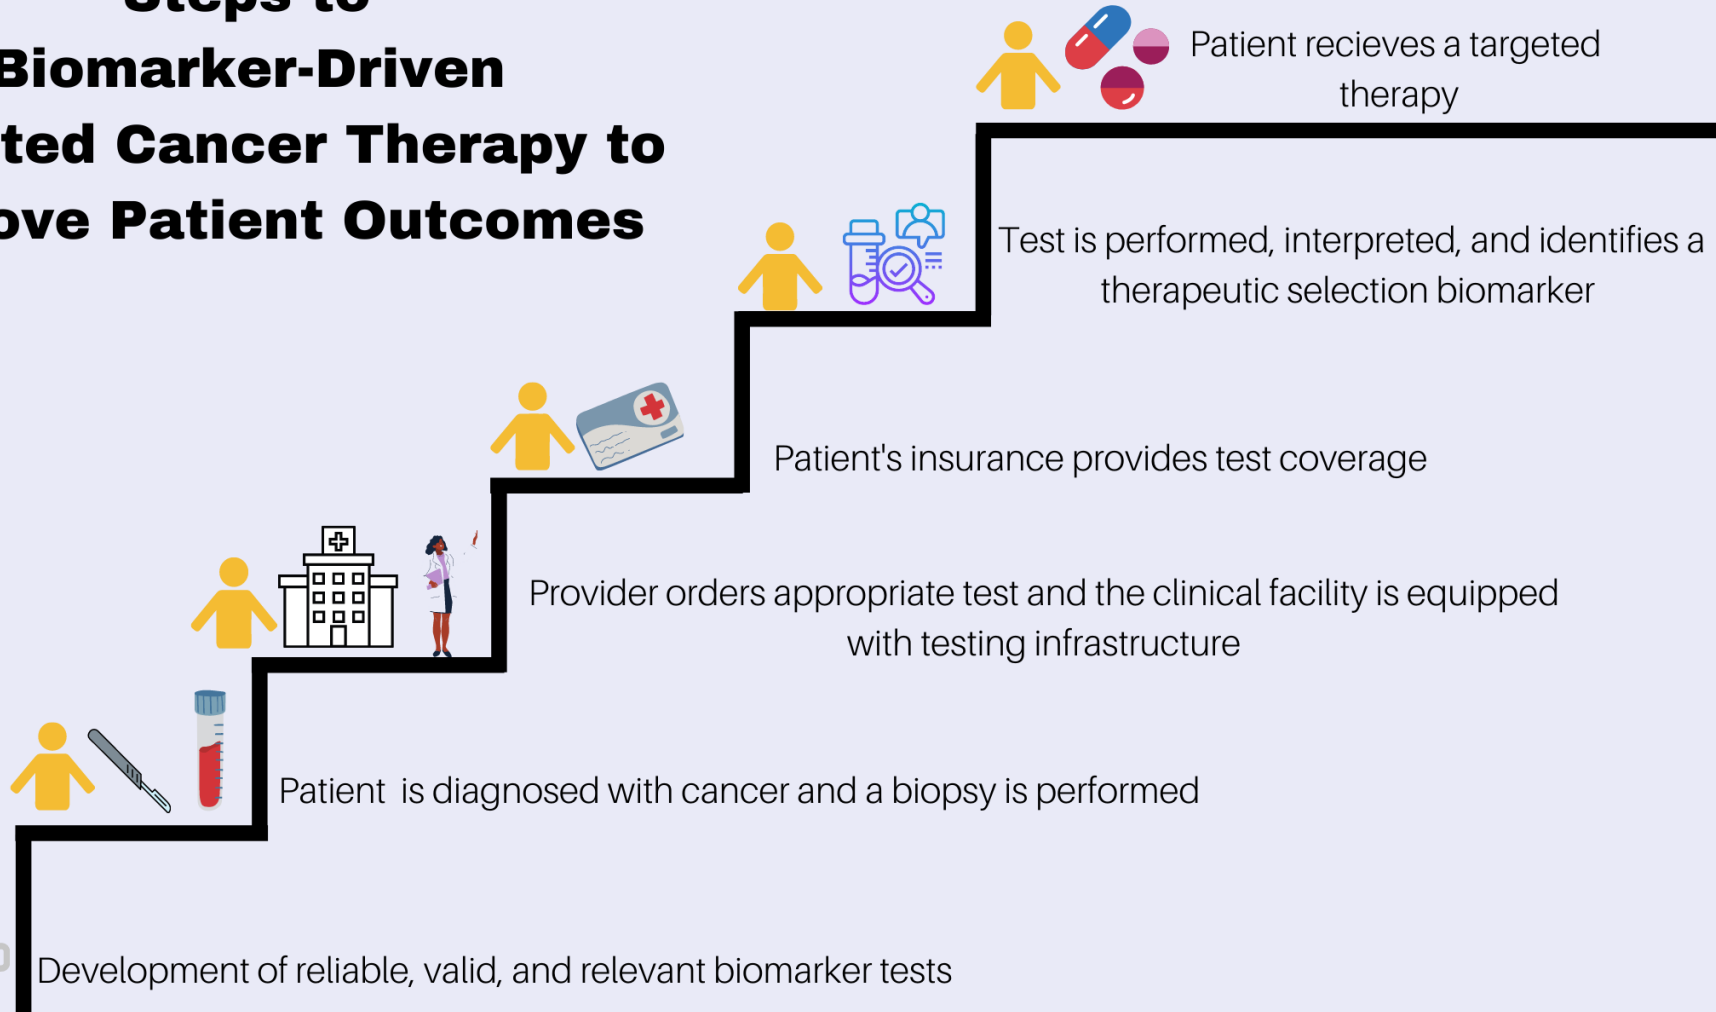 Steps to
Biomarker-Driven
ted Cancer Therapy to
ove Patient Outcomes
Patient recieves a targeted
therapy
Test is performed, interpreted, and identifies a
therapeutic selection biomarker
Patient's insurance provides test coverage
Provider orders appropriate test and the clinical facility is equipped
with testing infrastructure
Patient  is diagnosed with cancer and a biopsy is performed
Development of reliable, valid, and relevant biomarker tests